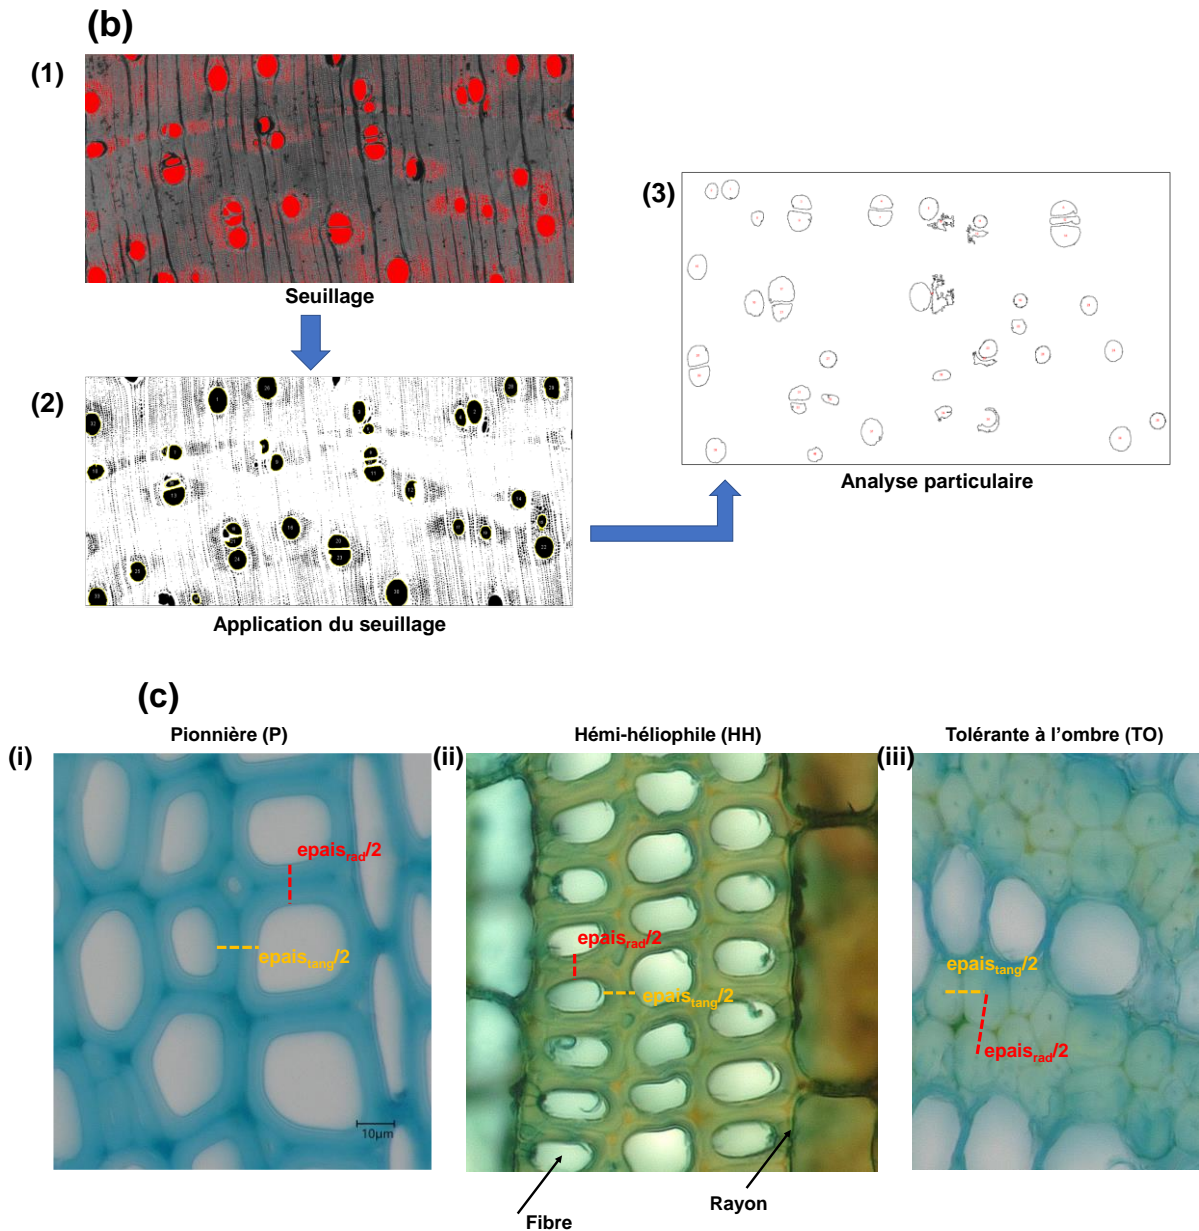 (b)
(1)
Seuillage
(2)
Application du seuillage
(3)
Analyse particulaire
(c)
Pionnière (P)
Hémi-héliophile (HH)
Tolérante à l'ombre (TO)
(i)
(ii)
(iii)
epaisrad/2
epaistang/2
10µm
epaisrad/2
epaistang/2
Fibre
Rayon
epaistang/2
epaisrad/2